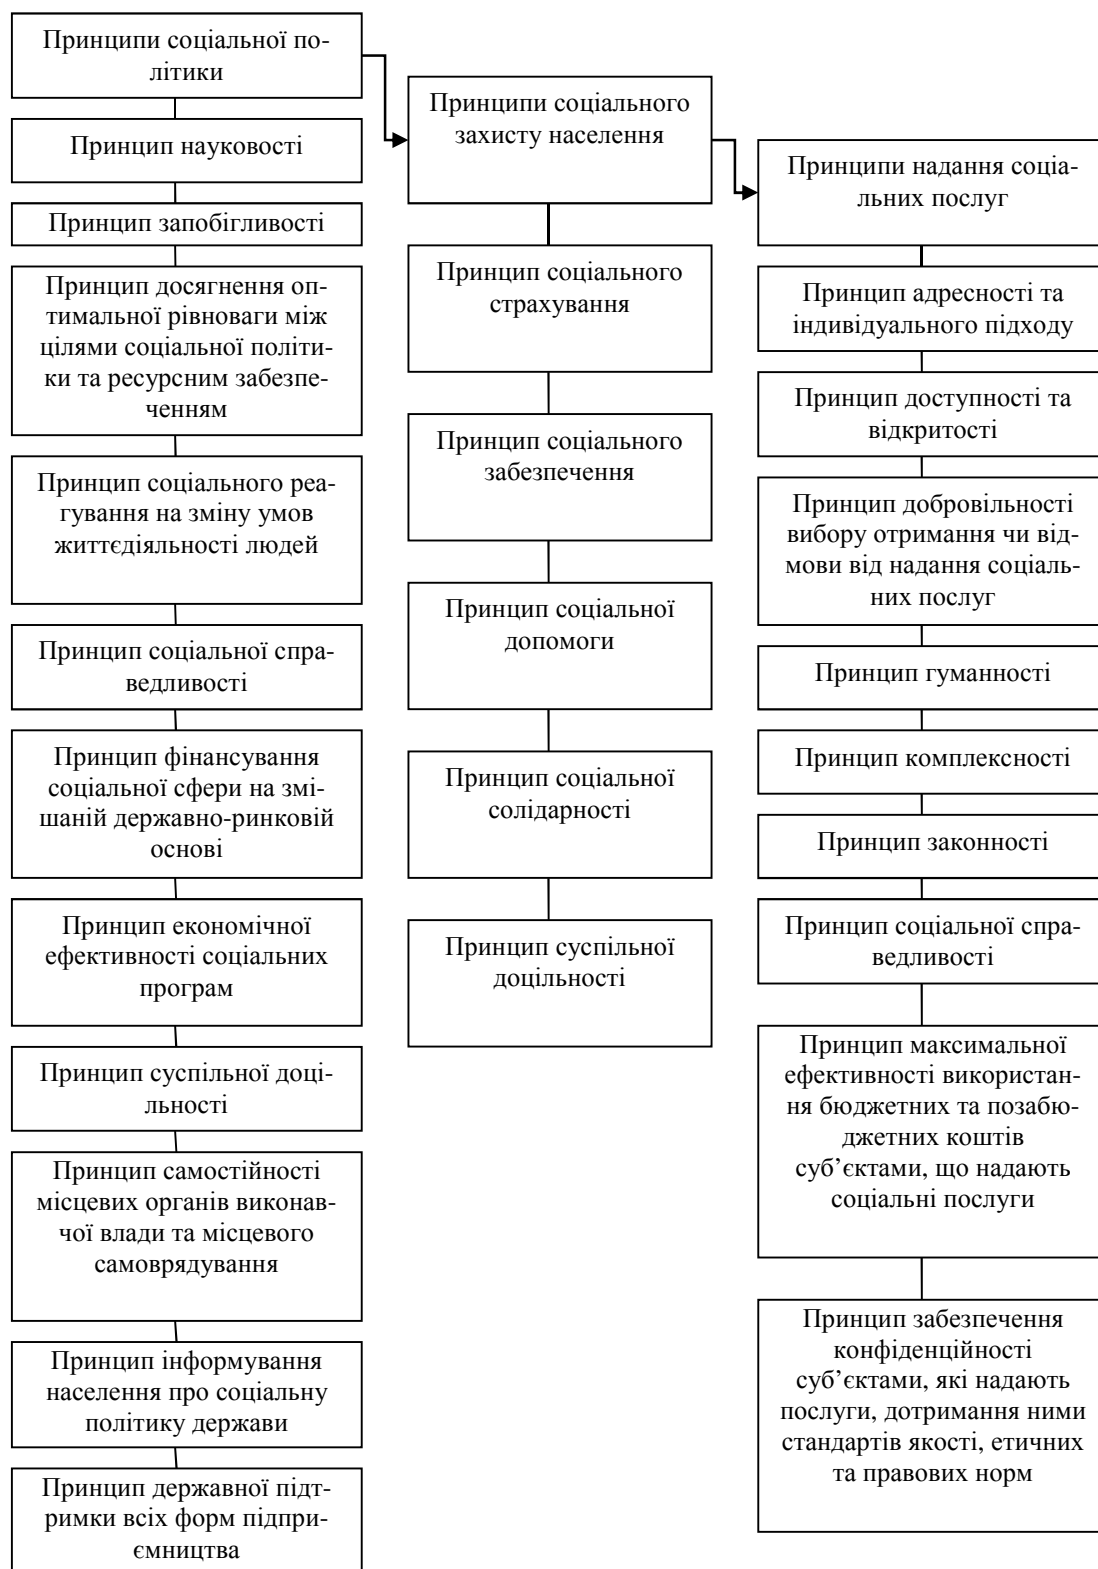 Принципи соціальної по-
літики
Принцип науковості
Принцип запобігливості
Принцип досягнення оп-
тимальної рівноваги між
цілями соціальної політи-
ки та ресурсним забезпе-
ченням
Принцип соціального реа-
гування на зміну умов
життєдіяльності людей
Принцип соціальної спра-
ведливості
Принцип фінансування
соціальної сфери на змі-
шаній державно-ринковій
основі
Принцип економічної
ефективності соціальних
програм
Принцип суспільної доці-
льності
Принцип самостійності
місцевих органів виконав-
чої влади та місцевого
самоврядування
Принцип інформування
населення про соціальну
політику держави
Принцип державної підт-
римки всіх форм підпри-
ємництва
Принципи соціального
захисту населення
Принцип соціального
страхування
Принцип соціального
забезпечення
Принцип соціальної
допомоги
Принцип соціальної
солідарності
Принцип суспільної
доцільності
Принципи надання соціа-
льних послуг
Принцип адресності та
індивідуального підходу
Принцип доступності та
відкритості
Принцип добровільності
вибору отримання чи від-
мови від надання соціаль-
них послуг
Принцип гуманності
Принцип комплексності
Принцип законності
Принцип соціальної спра-
ведливості
Принцип максимальної
ефективності використан-
ня бюджетних та позабю-
джетних коштів
суб’єктами, що надають
соціальні послуги
Принцип забезпечення
конфіденційності
суб’єктами, які надають
послуги, дотримання ними
стандартів якості, етичних
та правових норм